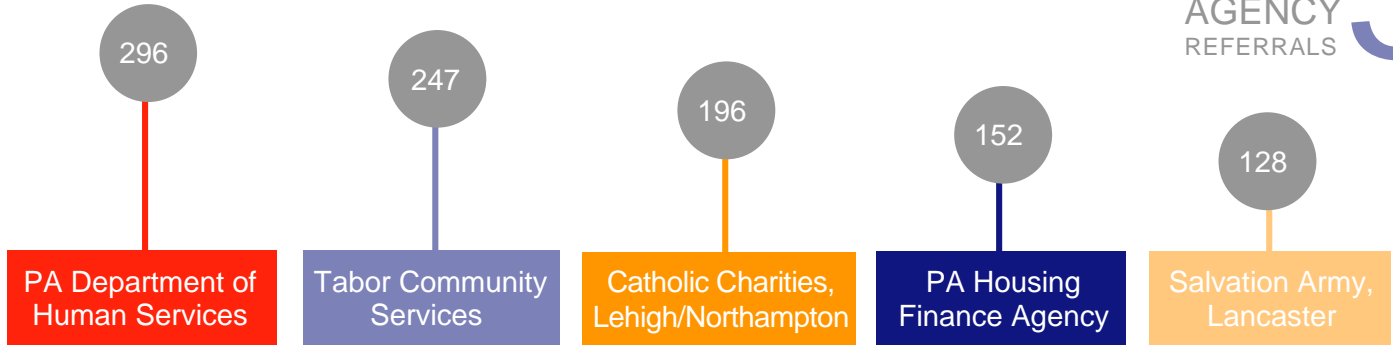 AGENCY
REFERRALS
296
247
196
152
128
PA Department of
Human Services
Tabor Community
Services
Catholic Charities,
Lehigh/Northampton
PA Housing
Finance Agency
Salvation Army,
Lancaster